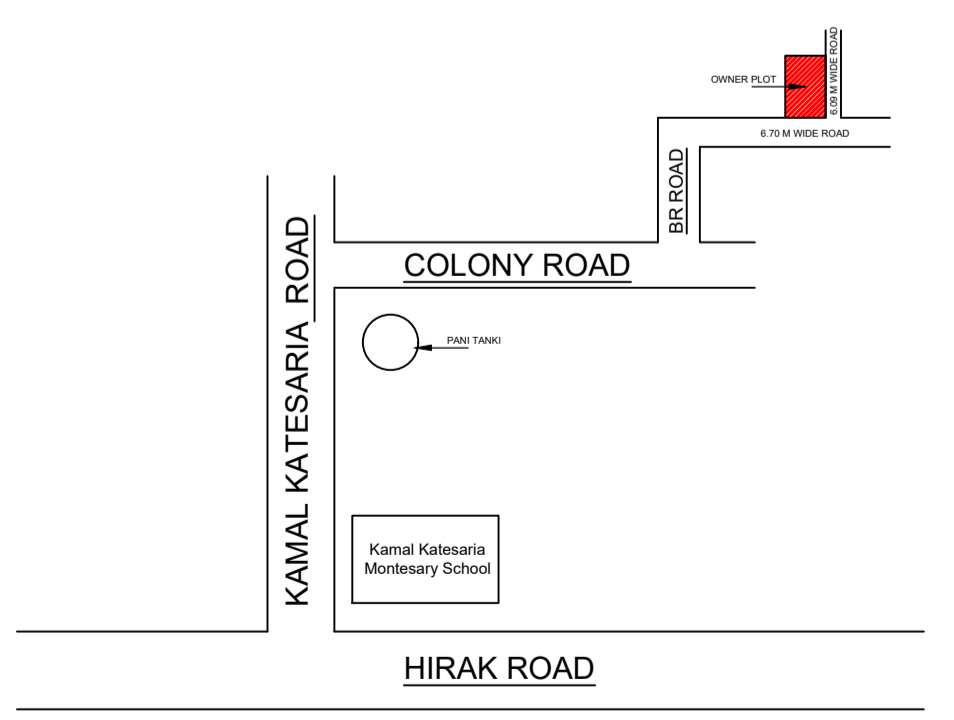 6.09 M WIDE ROAD
OWNER PLOT
6.70 M WIDE ROAD
BR ROAD
COLONY ROAD
KAMAL KATESARIA ROAD
PANI TANKI
Kamal Katesaria
Montesary School
HIRAK ROAD